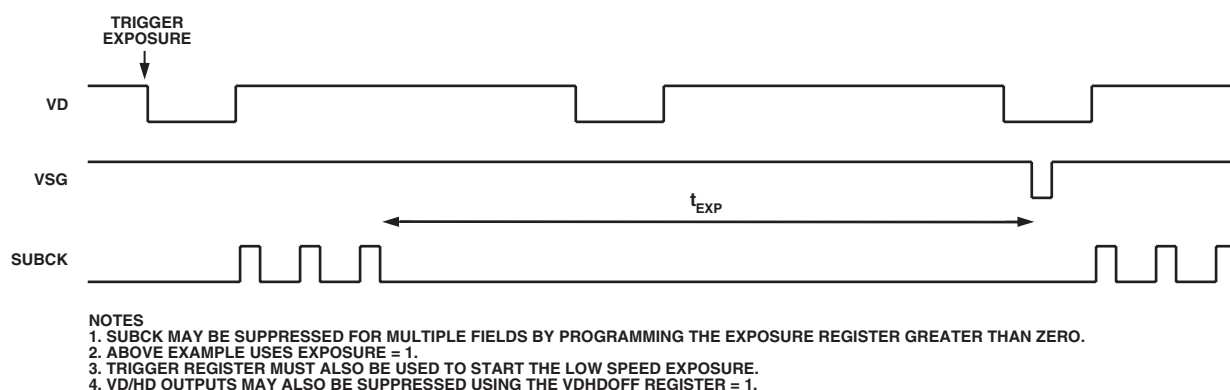 TRIGGER
EXPOSURE
VD
VSG
tEXP
SUBCK
NOTES
1. SUBCK MAY BE SUPPRESSED FOR MULTIPLE FIELDS BY PROGRAMMING THE EXPOSURE REGISTER GREATER THAN ZERO.
2. ABOVE EXAMPLE USES EXPOSURE = 1.
3. TRIGGER REGISTER MUST ALSO BE USED TO START THE LOW SPEED EXPOSURE.
4. VD/HD OUTPUTS MAY ALSO BE SUPPRESSED USING THE VDHDOFF REGISTER = 1.